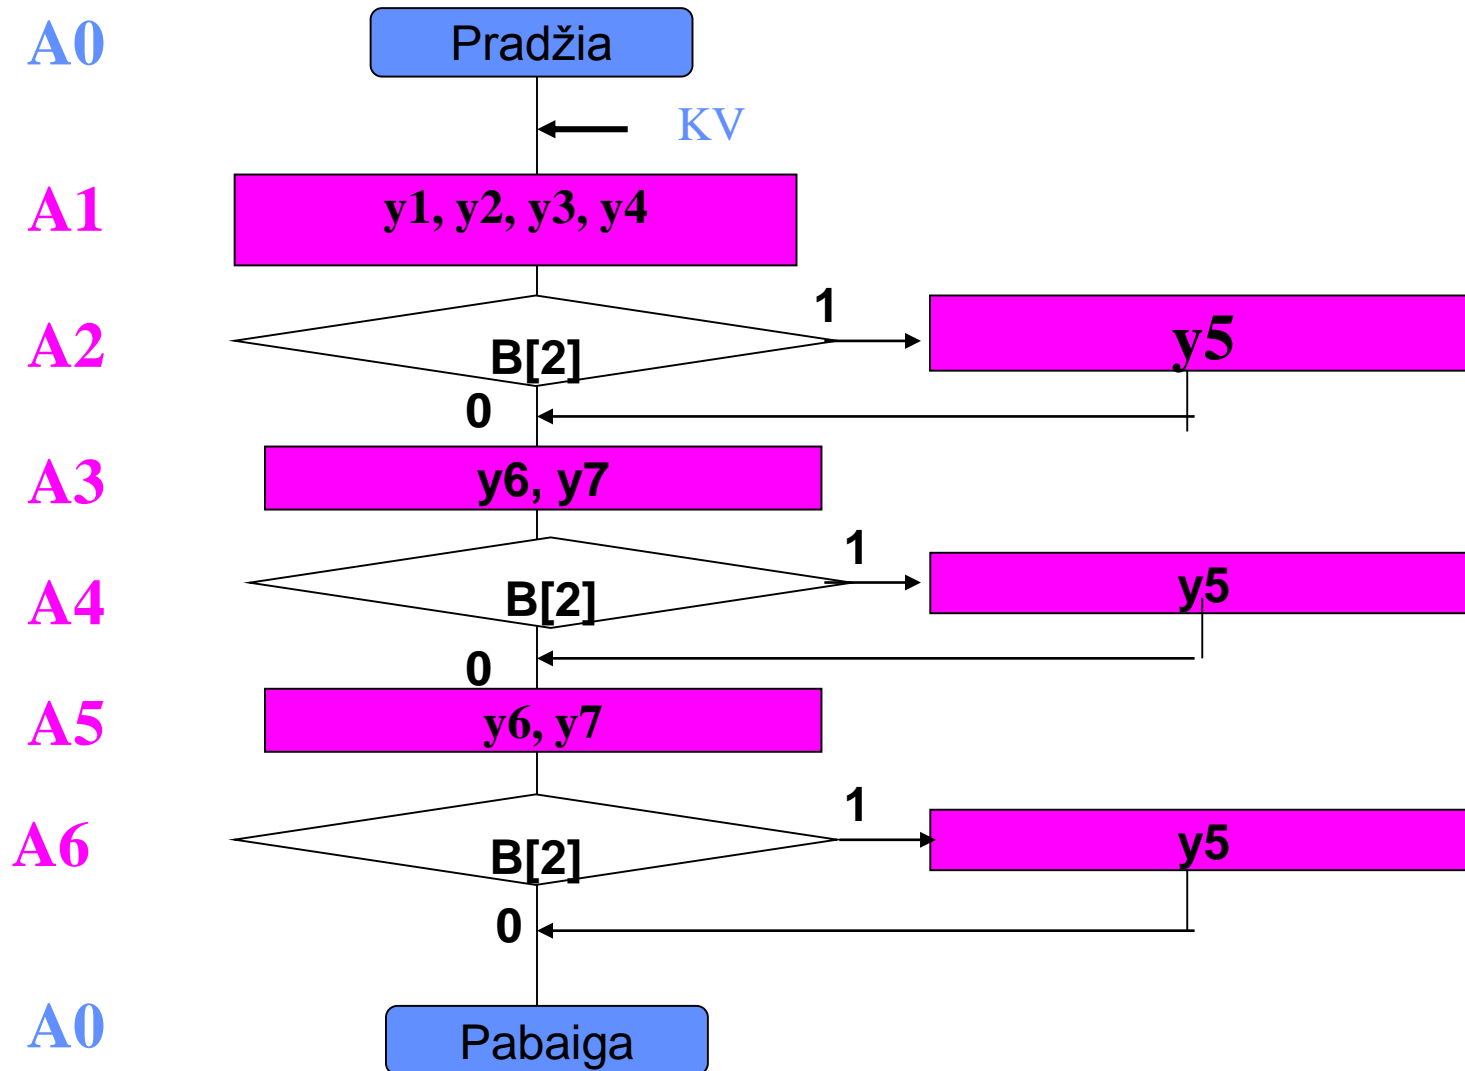 A0 Pradžia
KV
A1 y1, y2, y3, y4
1
A2 B[2] y5
0
A3 y6, y7
1
A4 B[2] y5
0
A5 y6, y7
1
A6 B[2] y5
0
A0 Pabaiga